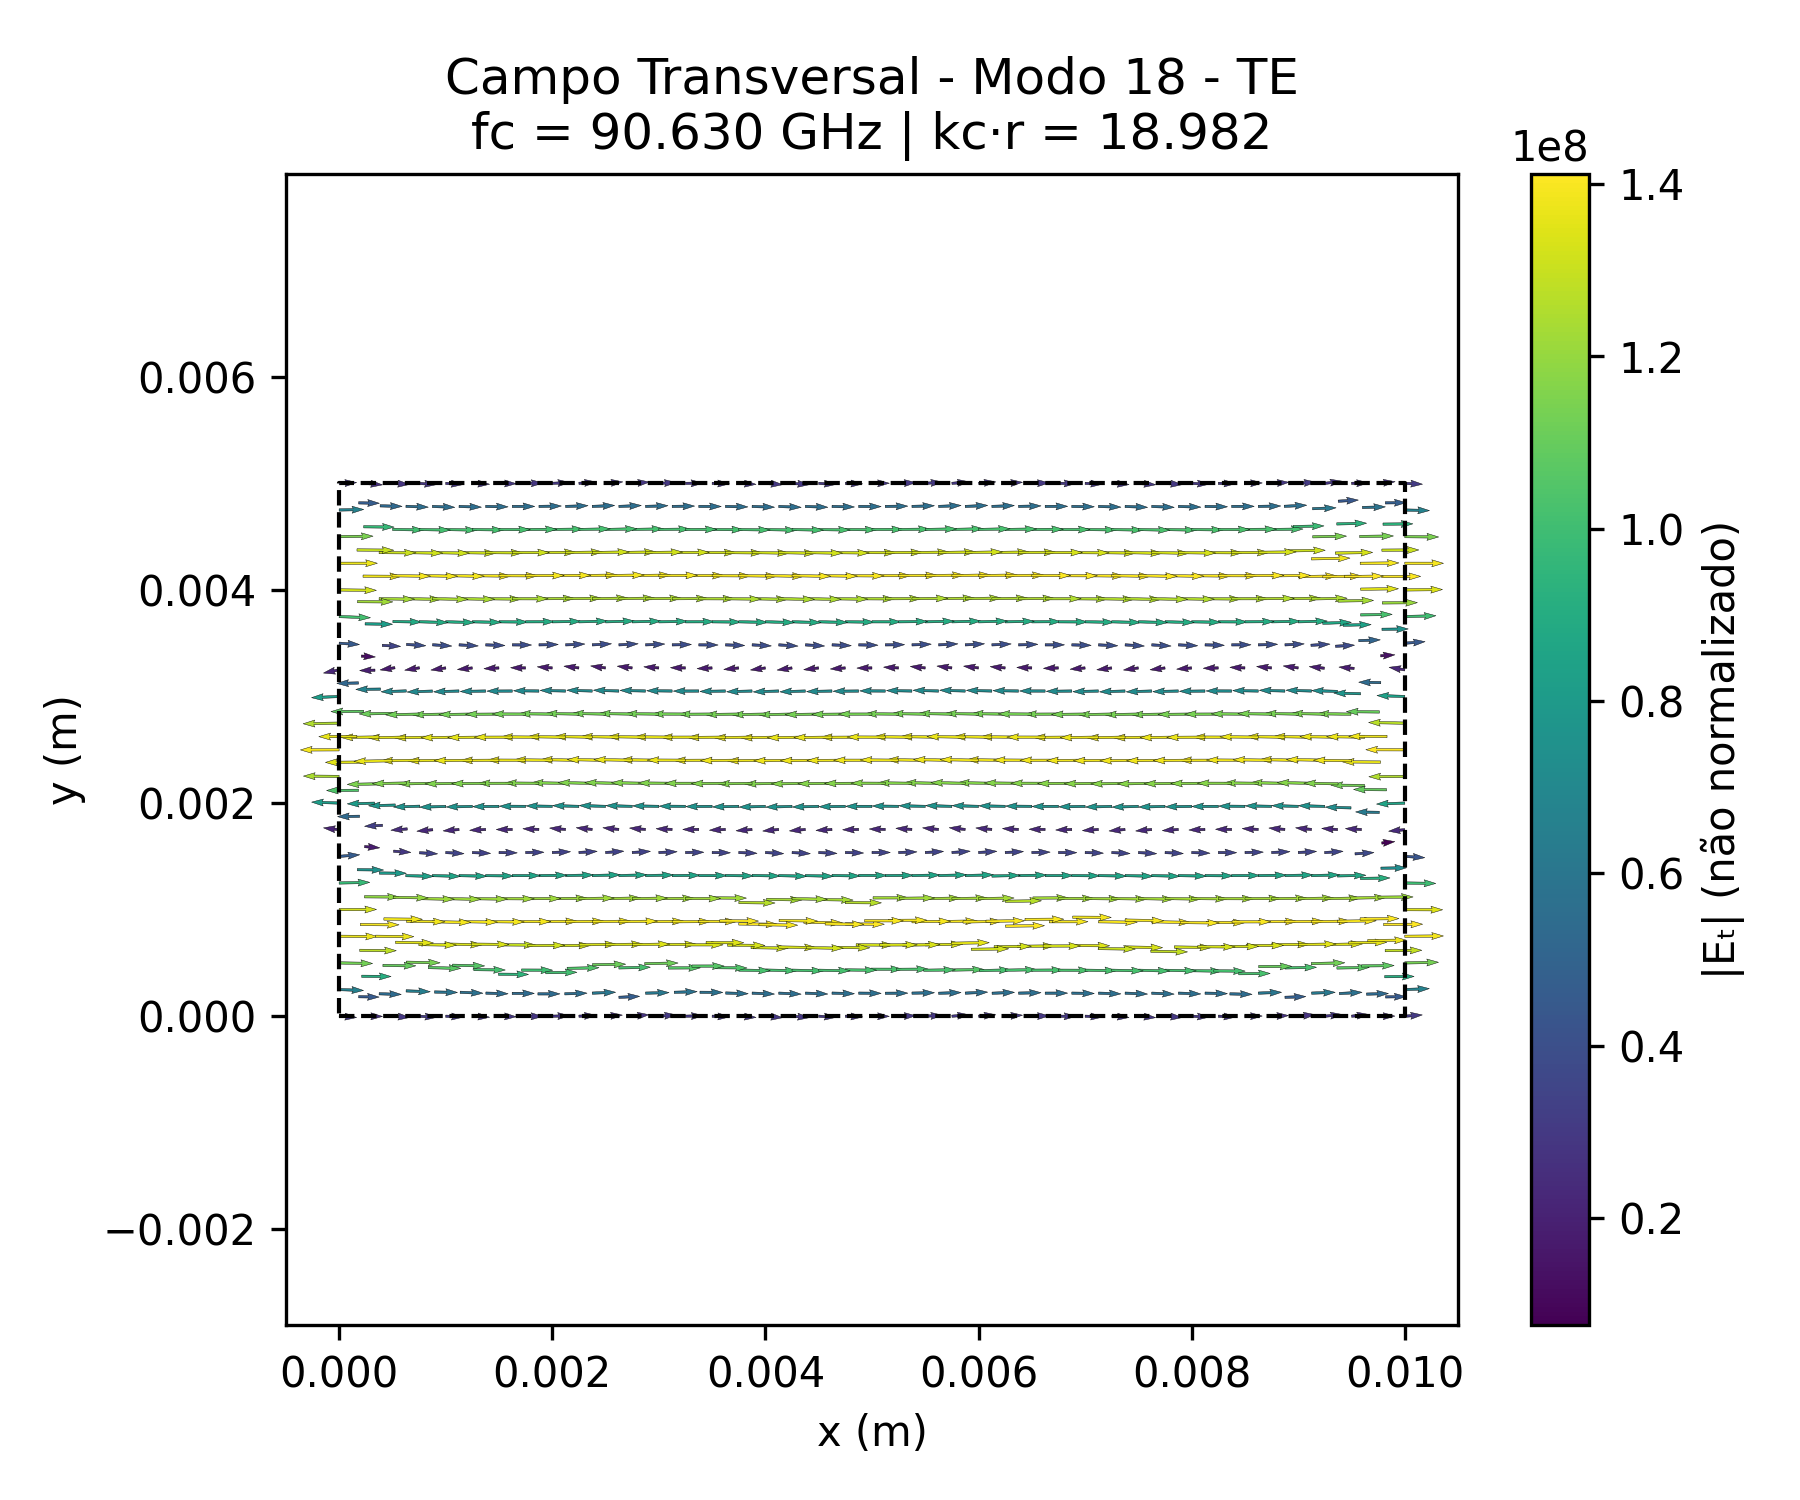 Campo Transversal - Modo 18 - TE
fc = 90.630 GHz | kc·r = 18.982
1e8
1.4
1.2
1.0
0.8
0.6
0.4
0.2
|Eₜ| (não normalizado)
0.006
0.004
0.002
0.000
−0.002
y (m)
0.000 0.002 0.004 0.006 0.008 0.010
x (m)